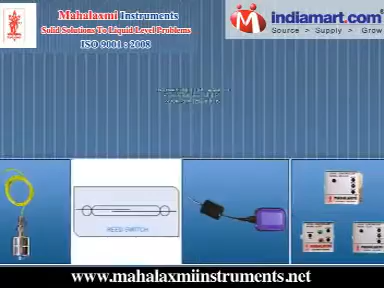 Mahalaxmi Instruments
Solid Solutions To Liquid Level Problems
ISO 9001 : 2008
indiamart.com
Source > Supply > Grow
REED SWITCH
www.mahalaxmiinstruments.net